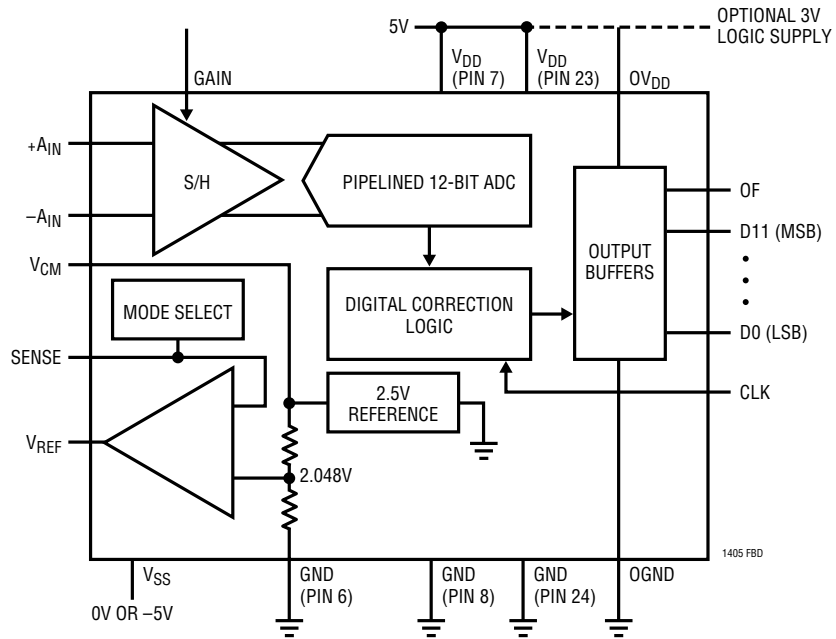 OPTIONAL 3V
LOGIC SUPPLY
5V
GAIN
VDD
(PIN 7)
VDD
(PIN 23)
OVDD
+AIN
–AIN
S/H
PIPELINED 12-BIT ADC
OF
D11 (MSB)
OUTPUT
BUFFERS
VCM
MODE SELECT
DIGITAL CORRECTION
LOGIC
D0 (LSB)
SENSE
CLK
2.5V
REFERENCE
VREF
2.048V
1405 FBD
VSS
0V OR –5V
GND
(PIN 6)
GND
(PIN 8)
GND
(PIN 24)
OGND